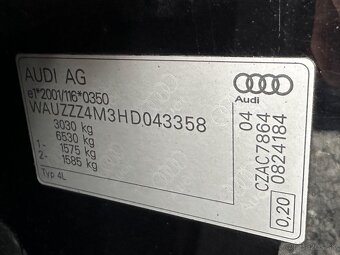 AUDI AG
e1*2001/116*0350
WAUZZZ4M3HD043358
3030 kg
6530 kg
1- 1575 kg
2- 1585 kg
Typ 4L
Audi
04
CZAC7864
0824184
0,20